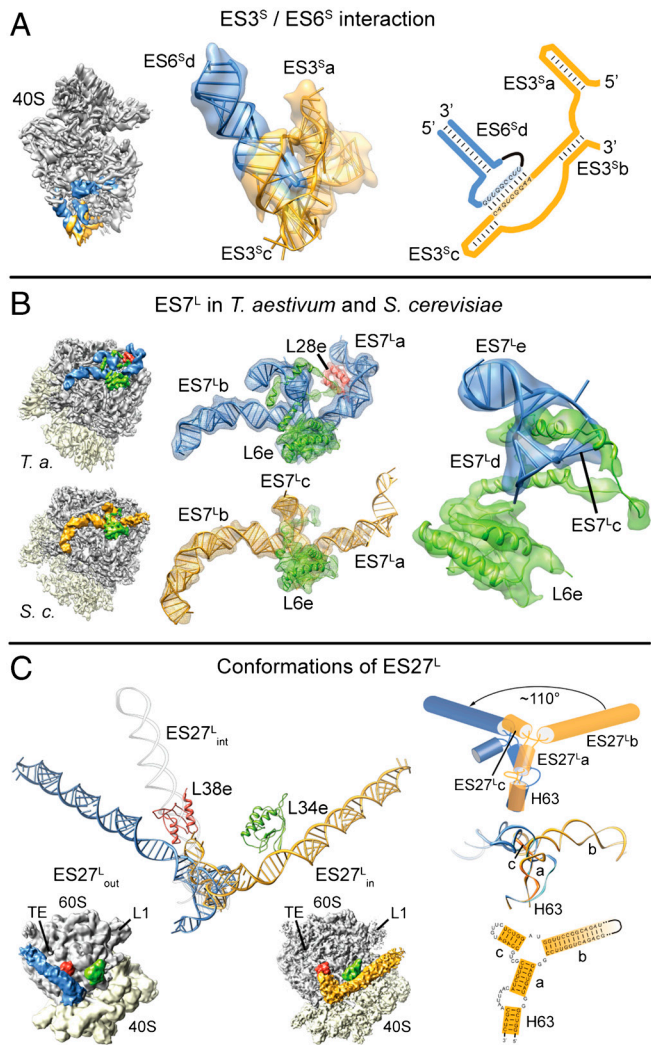 A
ES3ˢ / ES6ˢ interaction
40S
ES6ˢd
ES3ˢa
ES3ˢc
3’
5’
ES6ˢd
ES3ˢa
5’
3’
ES3ˢb
ES3ˢc
B
ES7ᴸ in T. aestivum and S. cerevisiae
T. a.
L28e
ES7ᴸa
ES7ᴸb
L6e
ES7ᴸe
ES7ᴸd
ES7ᴸc
L6e
S. c.
ES7ᴸc
ES7ᴸb
ES7ᴸa
L6e
C
Conformations of ES27ᴸ
ES27ᴸint
L38e
L34e
ES27ᴸout
60S
TE
L1
40S
ES27ᴸin
60S
TE
L1
40S
~110°
ES27ᴸb
ES27ᴸa
ES27ᴸc
H63
c
a
b
H63
c
b
a
H63
3'
5'